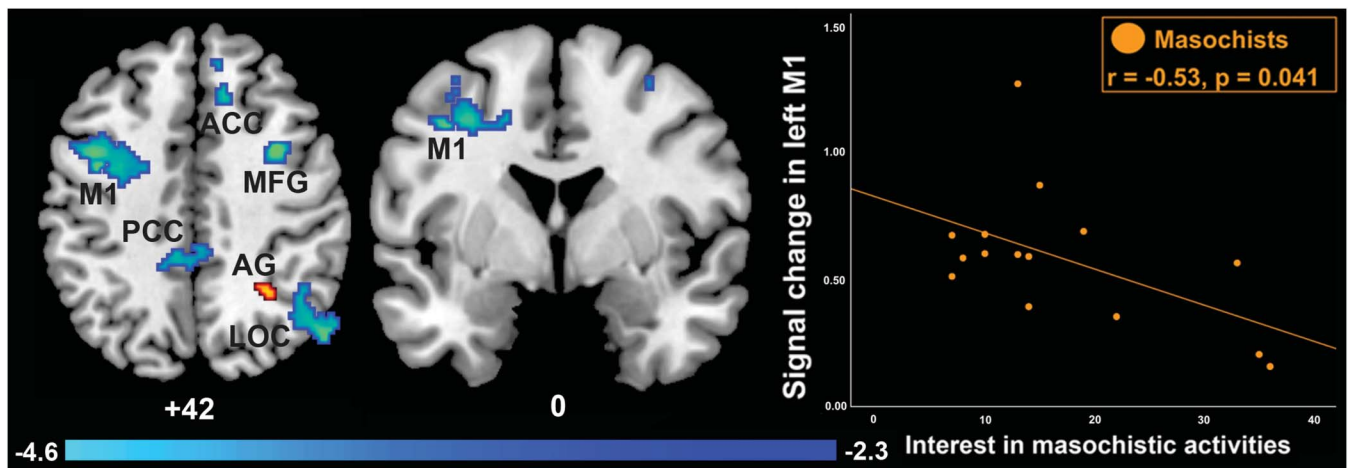 ACC
M1
MFG
PCC
AG
LOC
+42
M1
0
-4.6
-2.3
Signal change in left M1
1.50
1.00
0.50
0.00
Masochists
r = -0.53, p = 0.041
0
10
20
30
40
Interest in masochistic activities